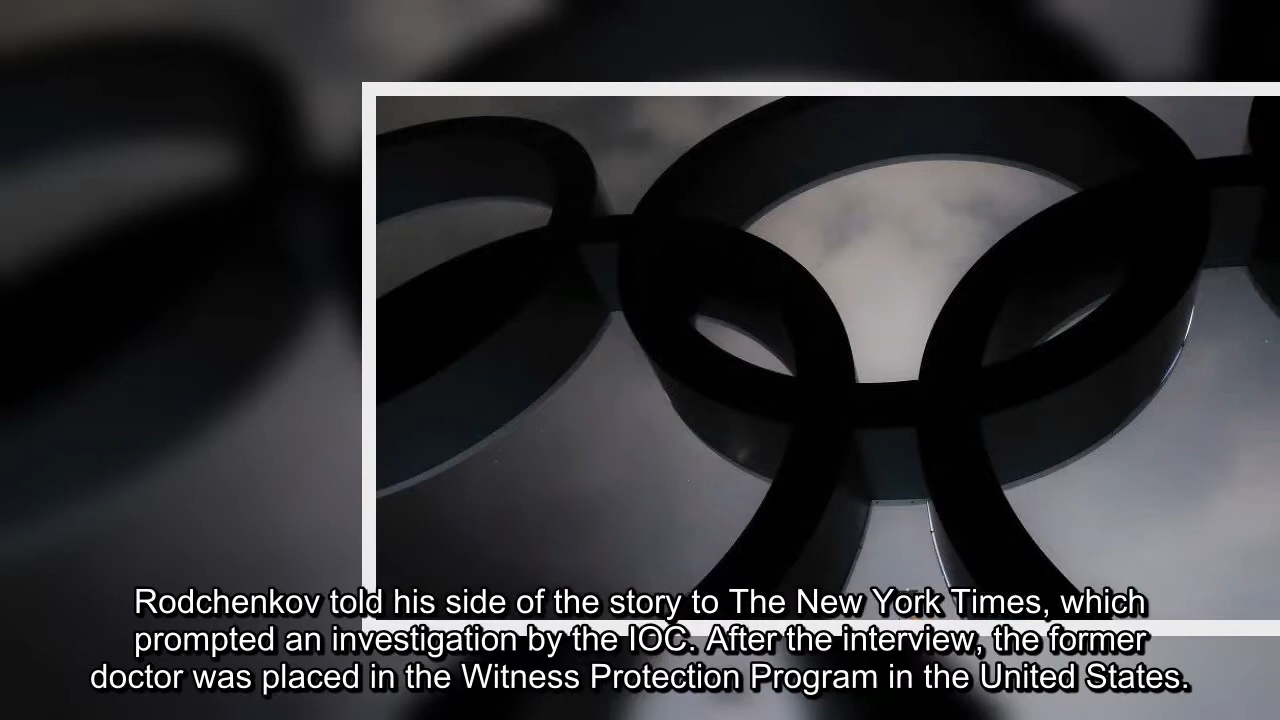 Rodchenkov told his side of the story to The New York Times, which
prompted an investigation by the IOC. After the interview, the former
doctor was placed in the Witness Protection Program in the United States.